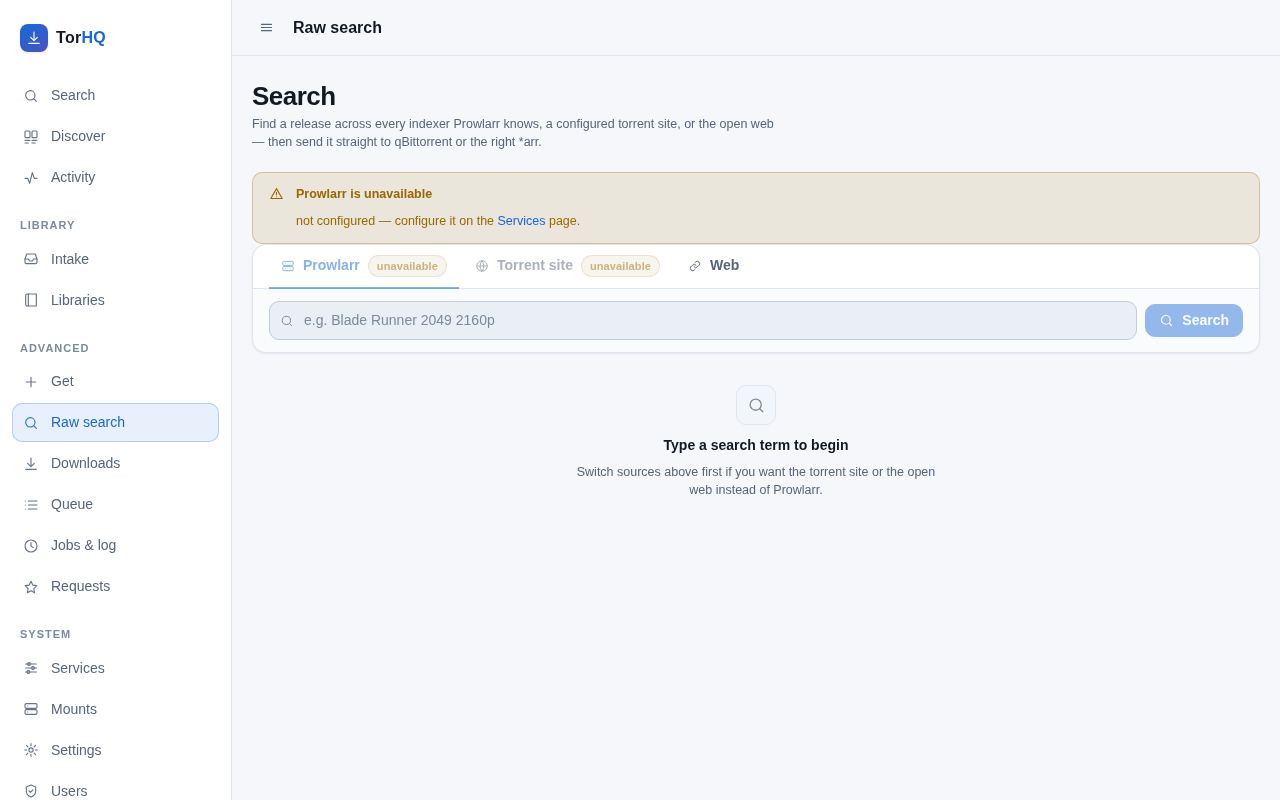 TorHQ
Search
Discover
Activity
LIBRARY
Intake
Libraries
ADVANCED
Get
Raw search
Downloads
Queue
Jobs & log
Requests
SYSTEM
Services
Mounts
Settings
Users
Raw search
Search
Find a release across every indexer Prowlarr knows, a configured torrent site, or the open web
— then send it straight to qBittorrent or the right *arr.
Prowlarr is unavailable
not configured — configure it on the Services page.
Prowlarr unavailable Torrent site unavailable Web
e.g. Blade Runner 2049 2160p Search
Type a search term to begin
Switch sources above first if you want the torrent site or the open
web instead of Prowlarr.